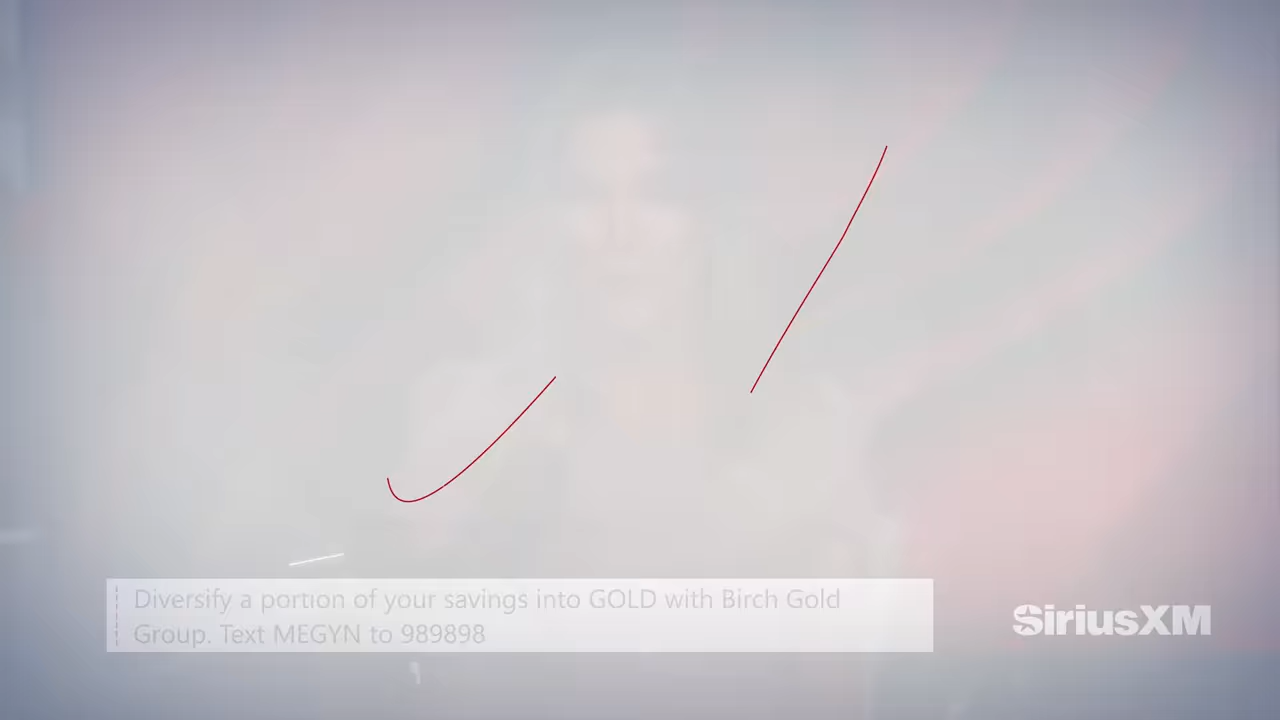 Diversify a portion of your savings into GOLD with Birch Gold
Group. Text MEGYN to 989898
SiriusXM